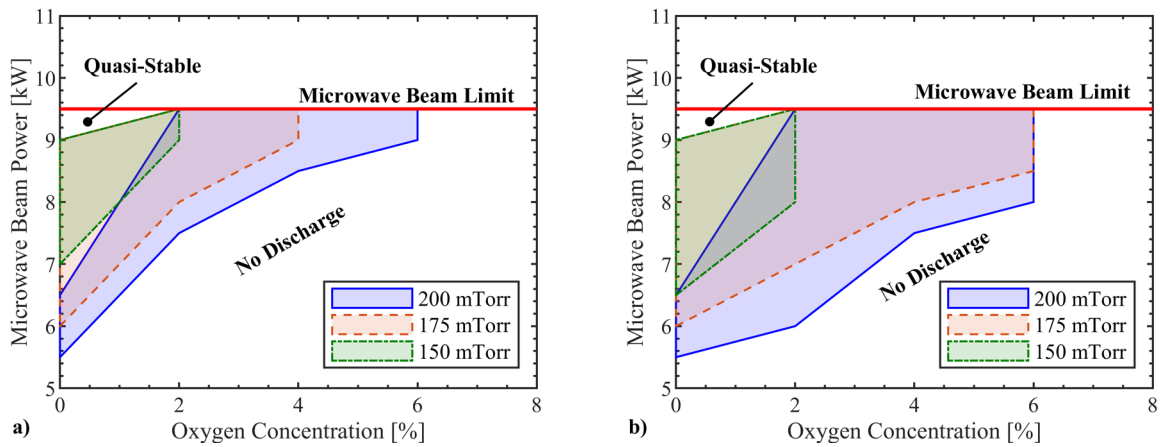 11
10
9
8
7
6
5
Microwave Beam Power [kW]
Quasi-Stable
Microwave Beam Limit
No Discharge
200 mTorr
175 mTorr
150 mTorr
0 2 4 6 8
a) Oxygen Concentration [%]
11
10
9
8
7
6
5
Microwave Beam Power [kW]
Quasi-Stable
Microwave Beam Limit
No Discharge
200 mTorr
175 mTorr
150 mTorr
0 2 4 6 8
b) Oxygen Concentration [%]